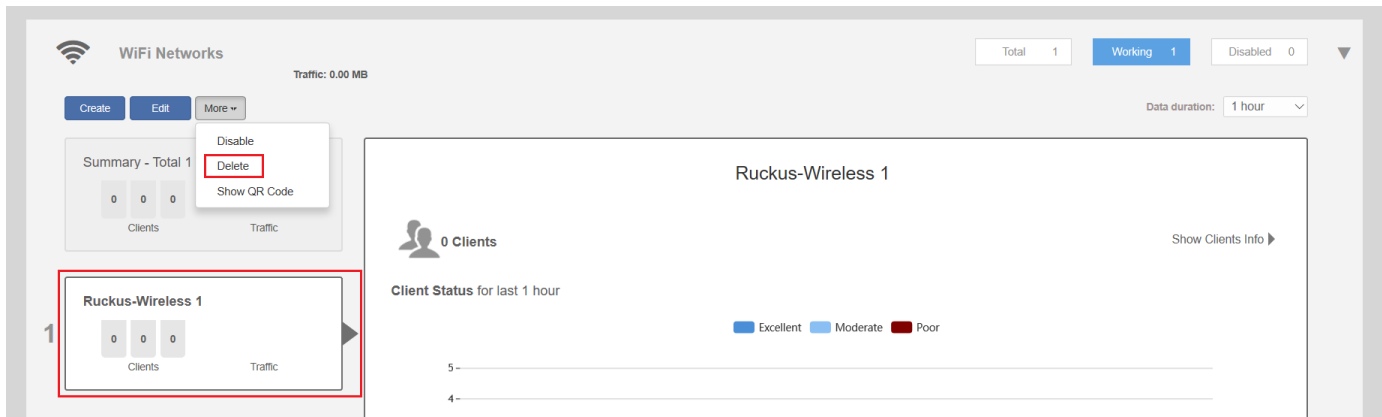 WiFi Networks
Total 1
Working 1
Disabled 0
Traffic: 0.00 MB
Create
Edit
More
Data duration: 1 hour
Disable
Delete
Show QR Code
Summary - Total 1
0 0 0
Clients Traffic
Ruckus-Wireless 1
0 Clients
Show Clients Info
1
Ruckus-Wireless 1
0 0 0
Clients Traffic
Client Status for last 1 hour
Excellent Moderate Poor
5
4